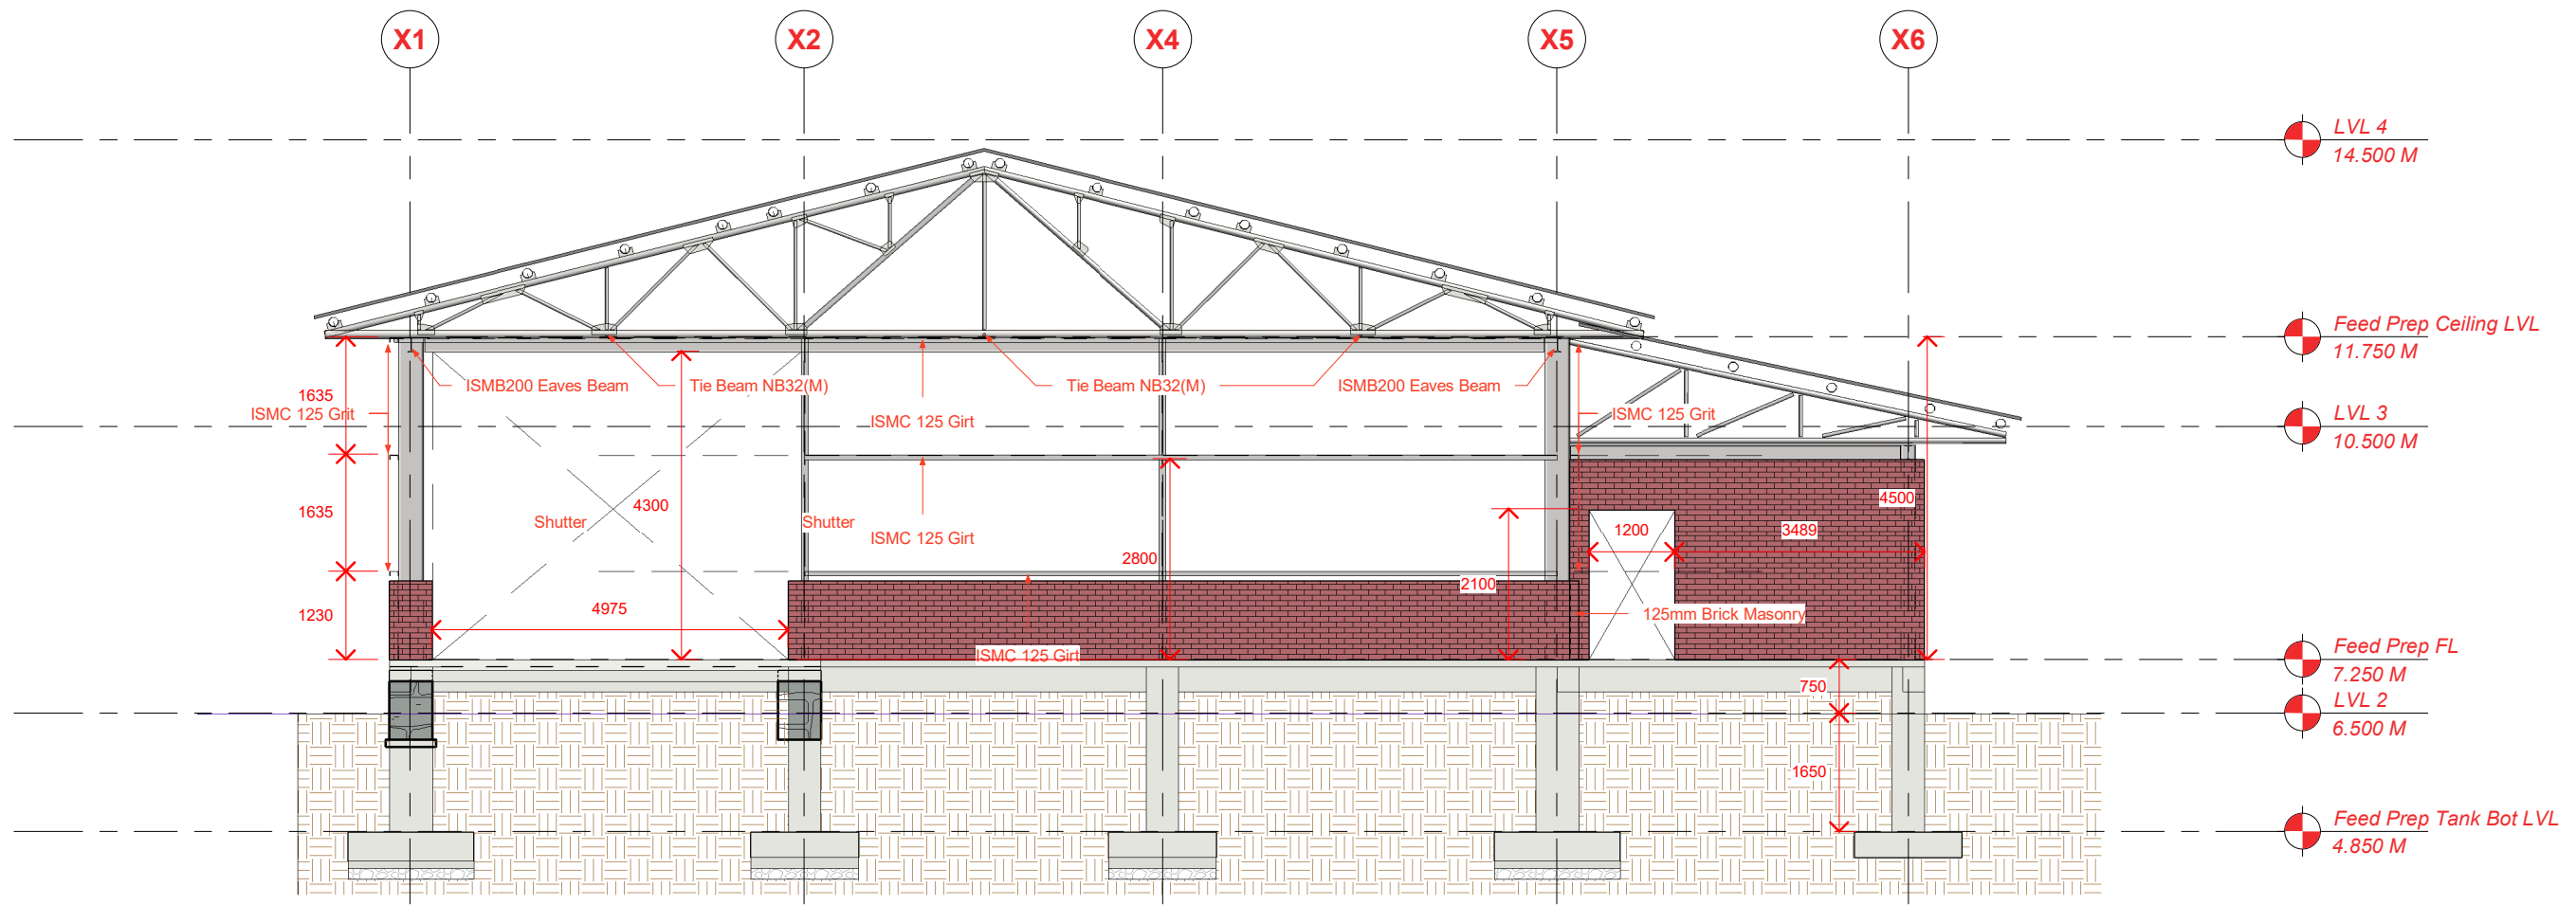 X1
X2
X4
X5
X6
LVL 4
14.500 M
Feed Prep Ceiling LVL
11.750 M
ISMB200 Eaves Beam
Tie Beam NB32(M)
Tie Beam NB32(M)
ISMB200 Eaves Beam
1635
ISMC 125 Grit
ISMC 125 Girt
ISMC 125 Grit
LVL 3
10.500 M
1635
4300
Shutter
Shutter
ISMC 125 Girt
4500
1200
3489
2800
2100
1230
4975
125mm Brick Masonry
ISMC 125 Girt
Feed Prep FL
7.250 M
750
LVL 2
6.500 M
1650
Feed Prep Tank Bot LVL
4.850 M